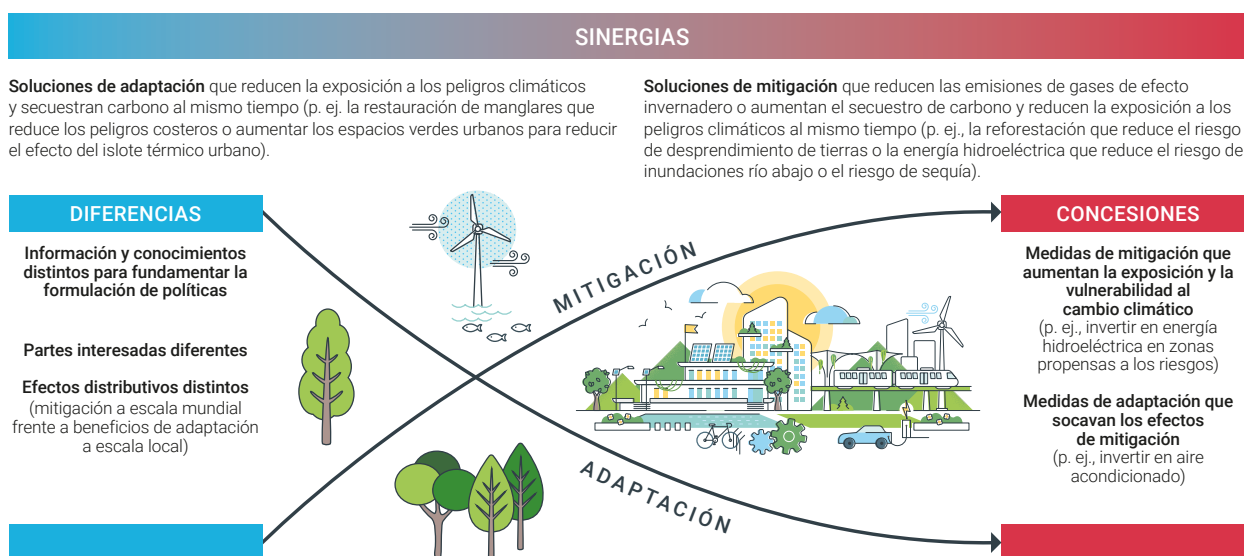 SINERGIAS
Soluciones de adaptación que reducen la exposición a los peligros climáticos
y secuestran carbono al mismo tiempo (p. ej. la restauración de manglares que
reduce los peligros costeros o aumentar los espacios verdes urbanos para reducir
el efecto del islote térmico urbano).
Soluciones de mitigación que reducen las emisiones de gases de efecto
invernadero o aumentan el secuestro de carbono y reducen la exposición a los
peligros climáticos al mismo tiempo (p. ej., la reforestación que reduce el riesgo
de desprendimiento de tierras o la energía hidroeléctrica que reduce el riesgo de
inundaciones río abajo o el riesgo de sequía).
DIFERENCIAS
Información y conocimientos
distintos para fundamentar la
formulación de políticas
Partes interesadas diferentes
Efectos distributivos distintos
(mitigación a escala mundial
frente a beneficios de adaptación
a escala local)
MITIGACIÓN
ADAPTACIÓN
CONCESIONES
Medidas de mitigación que
aumentan la exposición y la
vulnerabilidad al
cambio climático
(p. ej., invertir en energía
hidroeléctrica en zonas
propensas a los riesgos)
Medidas de adaptación que
socavan los efectos
de mitigación
(p. ej., invertir en aire
acondicionado)